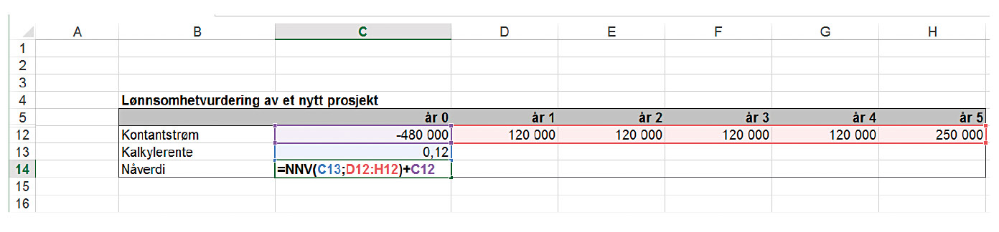 A B C D E F G H
1
2
3
4 Lønnsomhetvurdering av et nytt prosjekt
5 år 0 år 1 år 2 år 3 år 4 år 5
12 Kontantstrøm -480 000 120 000 120 000 120 000 120 000 250 000
13 Kalkylerente 0,12
14 Nåverdi =NNV(C13;D12:H12)+C12
15
16